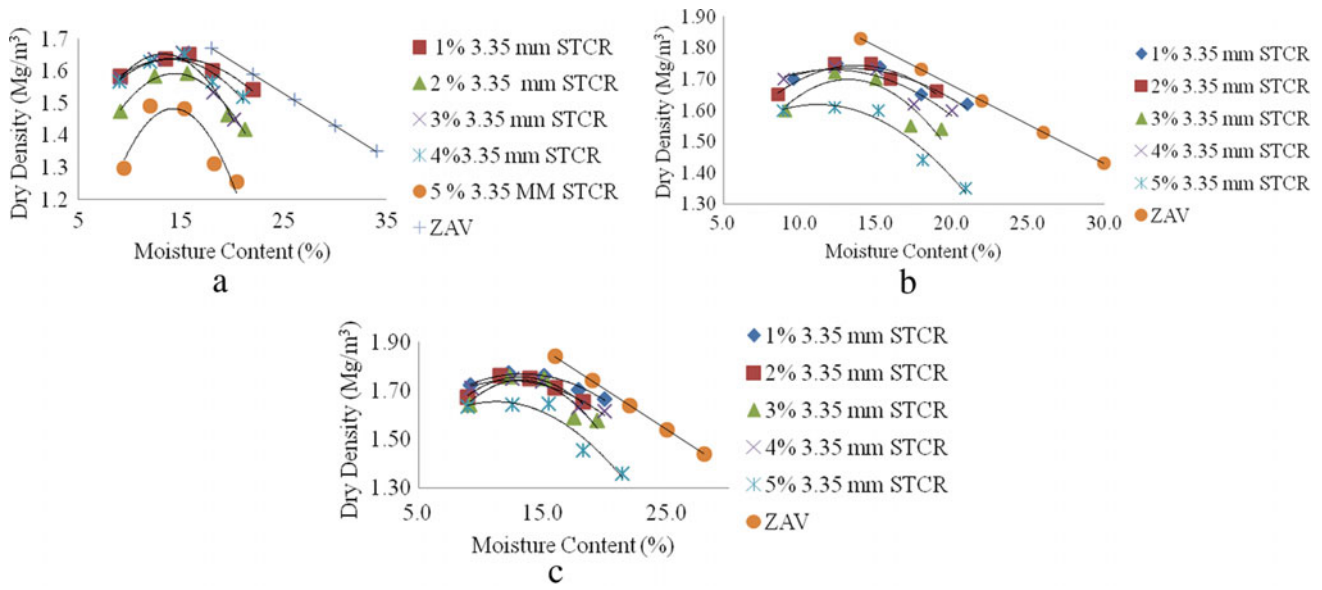 Dry Density (Mg/m³)
1.7
1.6
1.5
1.4
1.3
1.2
5
15
25
35
Moisture Content (%)
1% 3.35 mm STCR
2 % 3.35 mm STCR
3% 3.35 mm STCR
4%3.35 mm STCR
5 % 3.35 MM STCR
ZAV
a
Dry Density (Mg/m³)
1.90
1.80
1.70
1.60
1.50
1.40
1.30
5.0
10.0
15.0
20.0
25.0
30.0
Moisture Content (%)
1% 3.35 mm STCR
2% 3.35 mm STCR
3% 3.35 mm STCR
4% 3.35 mm STCR
5% 3.35 mm STCR
ZAV
b
Dry Density (Mg/m³)
1.90
1.70
1.50
1.30
5.0
15.0
25.0
Moisture Content (%)
1% 3.35 mm STCR
2% 3.35 mm STCR
3% 3.35 mm STCR
4% 3.35 mm STCR
5% 3.35 mm STCR
ZAV
c